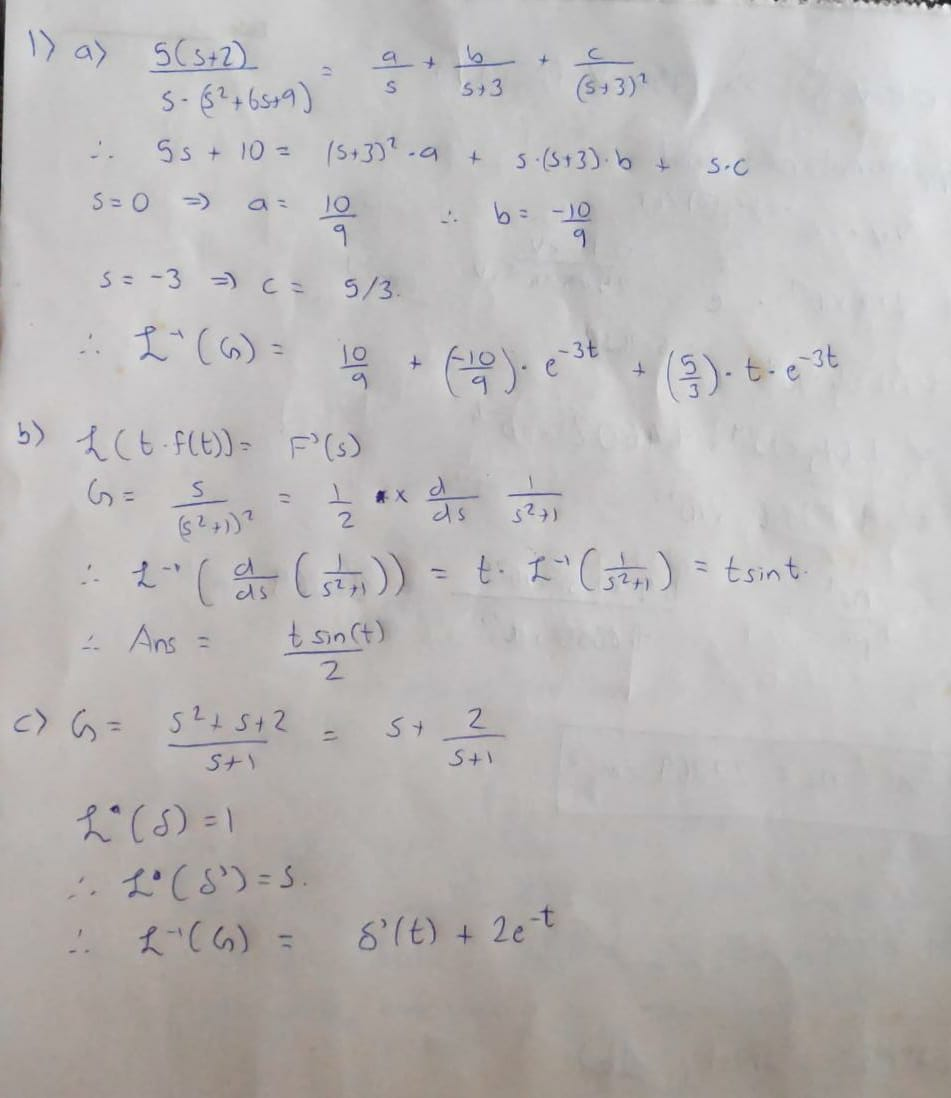 1) a) 5(s+2) / s·(s²+6s+9) = a/s + b/(s+3) + c/(s+3)²
∴ 5s + 10 = (s+3)²·a + s·(s+3)·b + s·c
s=0 ⇒ a = 10/9 ∴ b = -10/9
s = -3 ⇒ c = 5/3.
∴ ℒ⁻¹(G) = 10/9 + (-10/9)·e^-3t + (5/3)·t·e^-3t
b) ℒ(t·f(t)) = F'(s)
G = s/(s²+1)² = 1/2 × d/ds 1/(s²+1)
∴ ℒ⁻¹(d/ds (1/(s²+1))) = t·ℒ⁻¹(1/(s²+1)) = t sin t.
∴ Ans = t sin(t)/2
c) G = (s²+s+2)/(s+1) = s + 2/(s+1)
ℒ(δ) = 1
∴ ℒ(δ') = s.
∴ ℒ⁻¹(G) = δ'(t) + 2e^-t